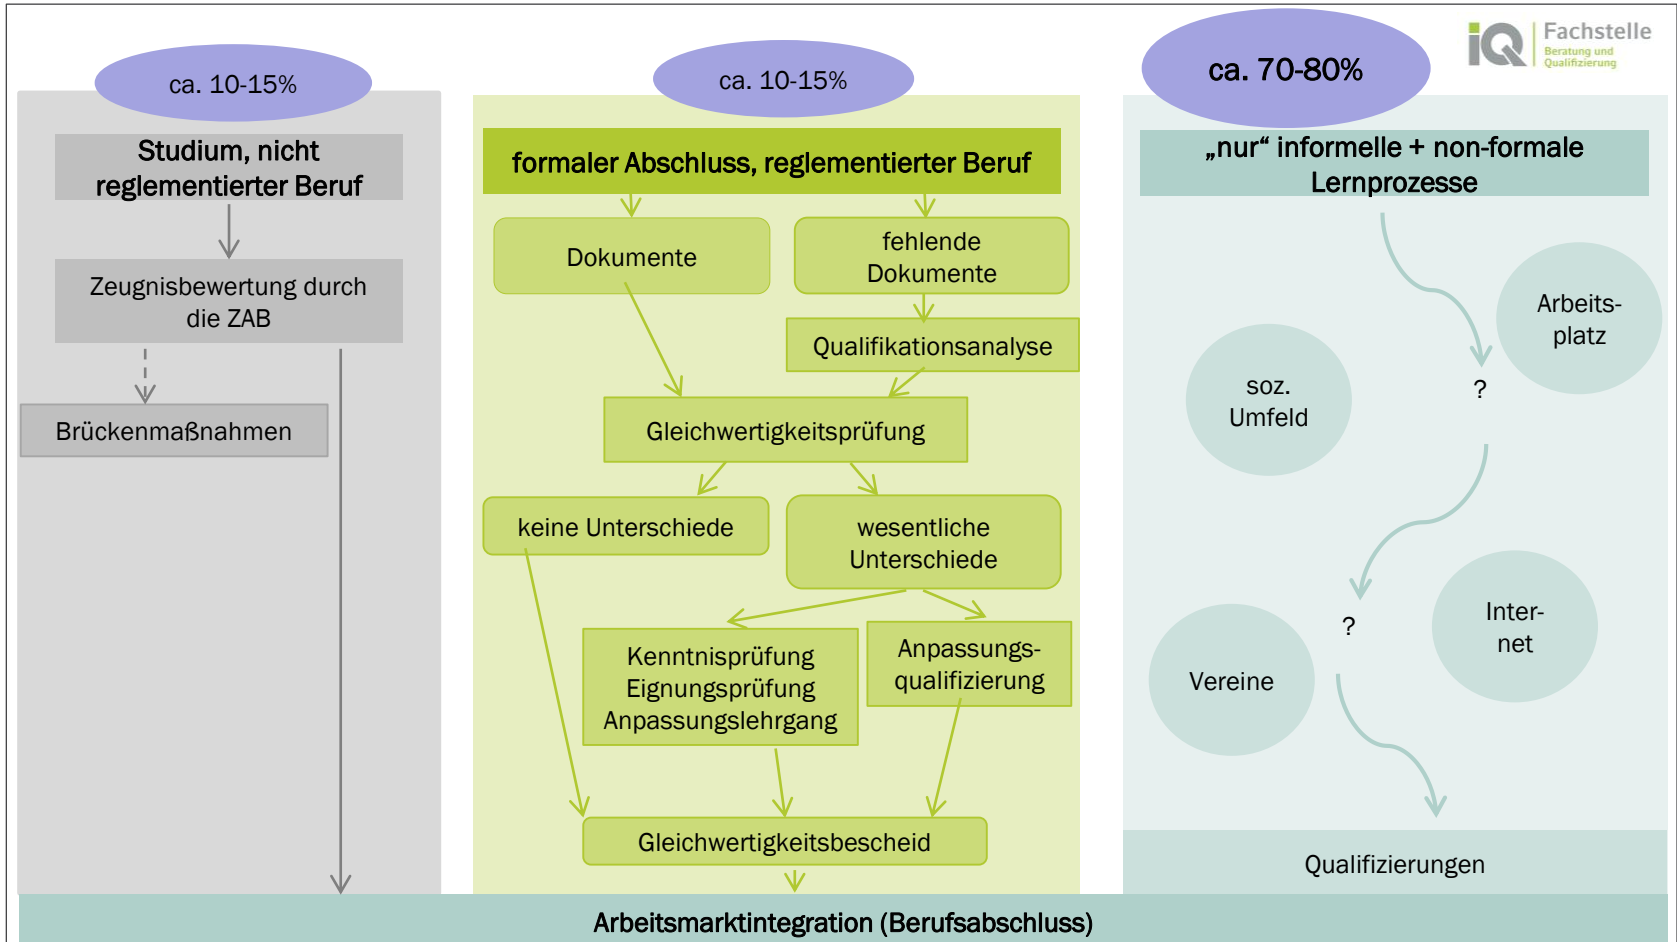 ca. 10-15%
Studium, nicht
reglementierter Beruf
Zeugnisbewertung durch
die ZAB
Brückenmaßnahmen
ca. 10-15%
formaler Abschluss, reglementierter Beruf
Dokumente
fehlende
Dokumente
Qualifikationsanalyse
Gleichwertigkeitsprüfung
keine Unterschiede
wesentliche
Unterschiede
Kenntnisprüfung
Eignungsprüfung
Anpassungslehrgang
Anpassungs-
qualifizierung
Gleichwertigkeitsbescheid
ca. 70-80%
iQ
Fachstelle
Beratung und
Qualifizierung
„nur“ informelle + non-formale
Lernprozesse
Arbeits-
platz
soz.
Umfeld
?
Inter-
net
?
Vereine
Qualifizierungen
Arbeitsmarktintegration (Berufsabschluss)